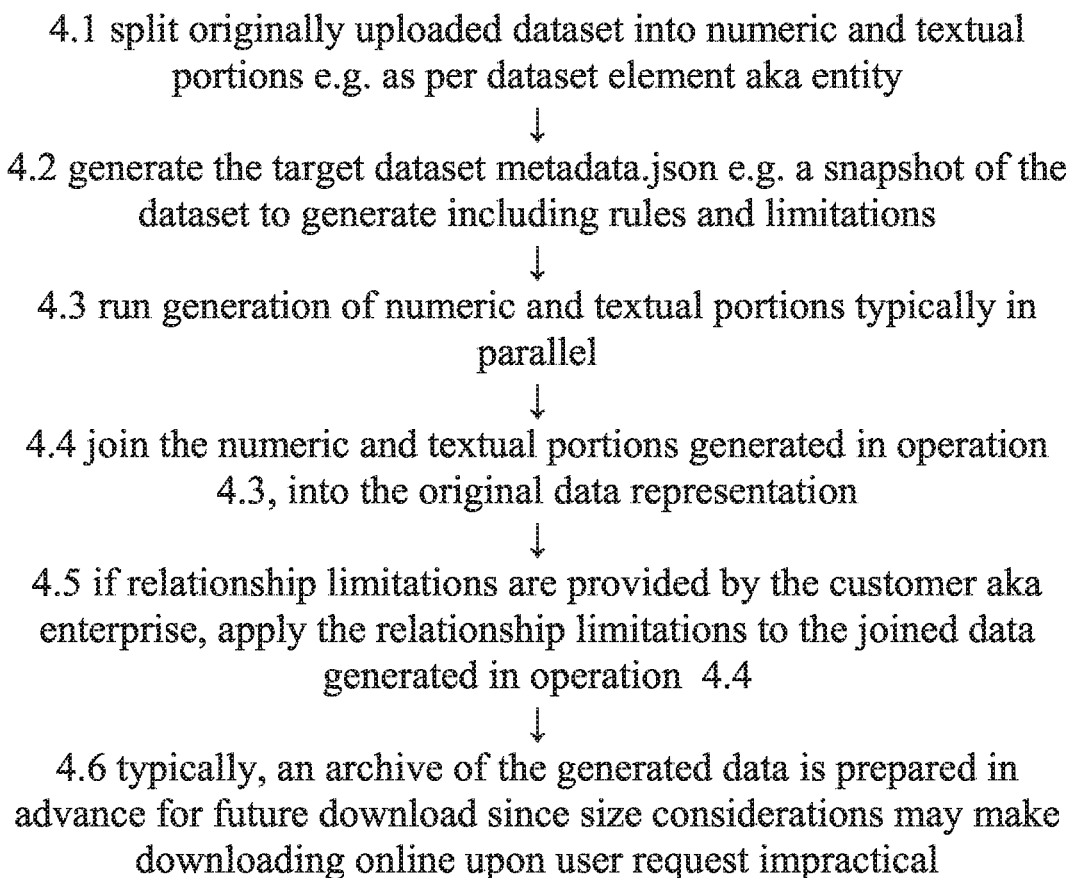 4.1 split originally uploaded dataset into numeric and textual
portions e.g. as per dataset element aka entity
↓
4.2 generate the target dataset metadata.json e.g. a snapshot of the
dataset to generate including rules and limitations
↓
4.3 run generation of numeric and textual portions typically in
parallel
↓
4.4 join the numeric and textual portions generated in operation
4.3, into the original data representation
↓
4.5 if relationship limitations are provided by the customer aka
enterprise, apply the relationship limitations to the joined data
generated in operation 4.4
↓
4.6 typically, an archive of the generated data is prepared in
advance for future download since size considerations may make
downloading online upon user request impractical